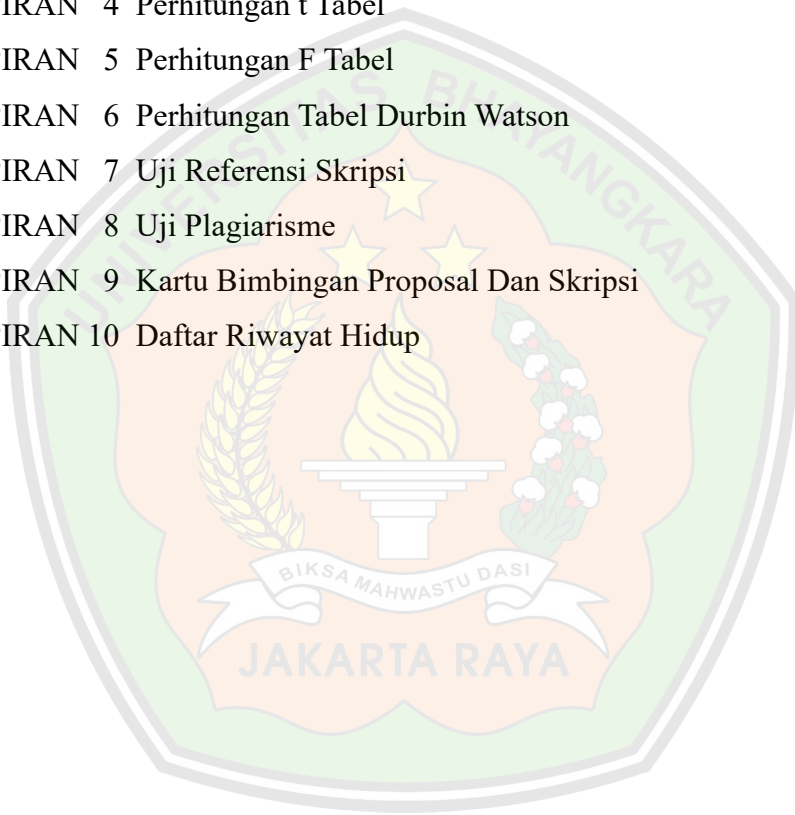 IRAN 4 Perhitungan t Tabel
IRAN 5 Perhitungan F Tabel
IRAN 6 Perhitungan Tabel Durbin Watson
IRAN 7 Uji Referensi Skripsi
IRAN 8 Uji Plagiarisme
IRAN 9 Kartu Bimbingan Proposal Dan Skripsi
IRAN 10 Daftar Riwayat Hidup
UNIVERSITAS BHAYANGKARA
BIKSA MAHWASTU DASI
JAKARTA RAYA